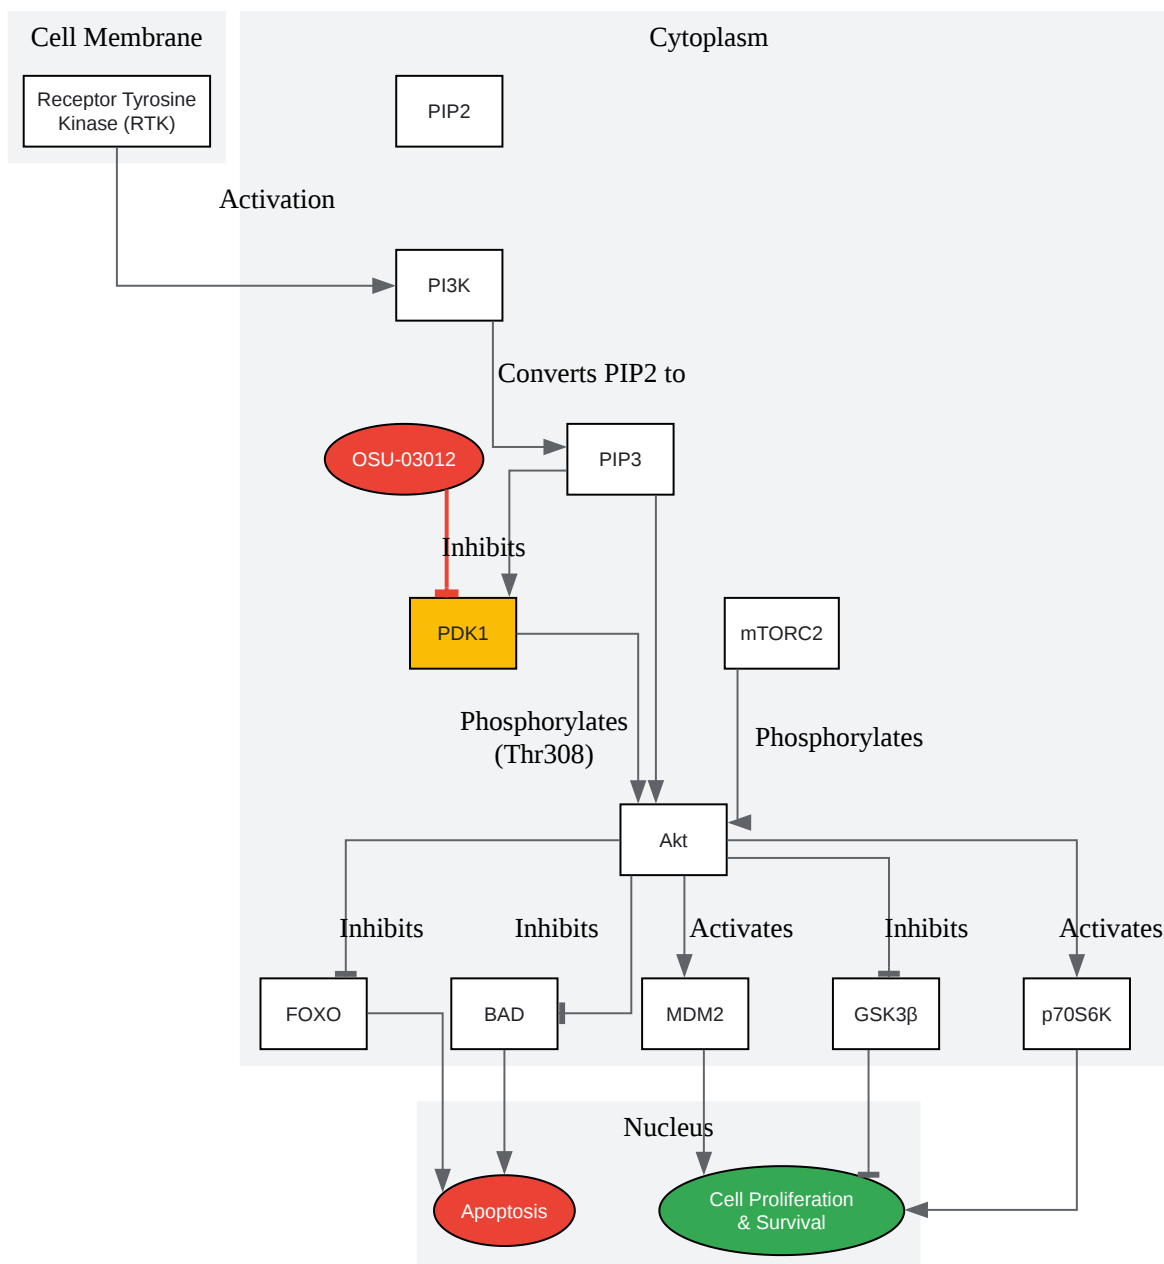 Cell Membrane
Cytoplasm
Receptor Tyrosine
Kinase (RTK)
PIP2
Activation
PI3K
Converts PIP2 to
OSU-03012
PIP3
Inhibits
PDK1
mTORC2
Phosphorylates
(Thr308)
Phosphorylates
Akt
Inhibits
Inhibits
Activates
Inhibits
Activates
FOXO
BAD
MDM2
GSK3β
p70S6K
Nucleus
Apoptosis
Cell Proliferation
& Survival